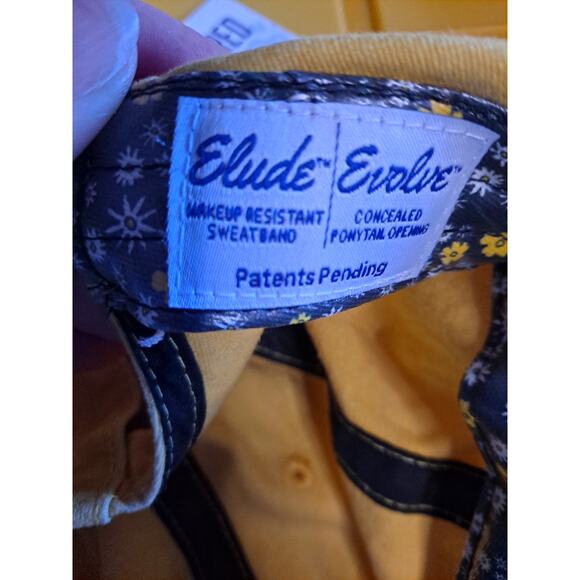 Elude™ Evolve™
MAKEUP RESISTANT
SWEATBAND
CONCEALED
PONYTAIL OPENING
Patents Pending